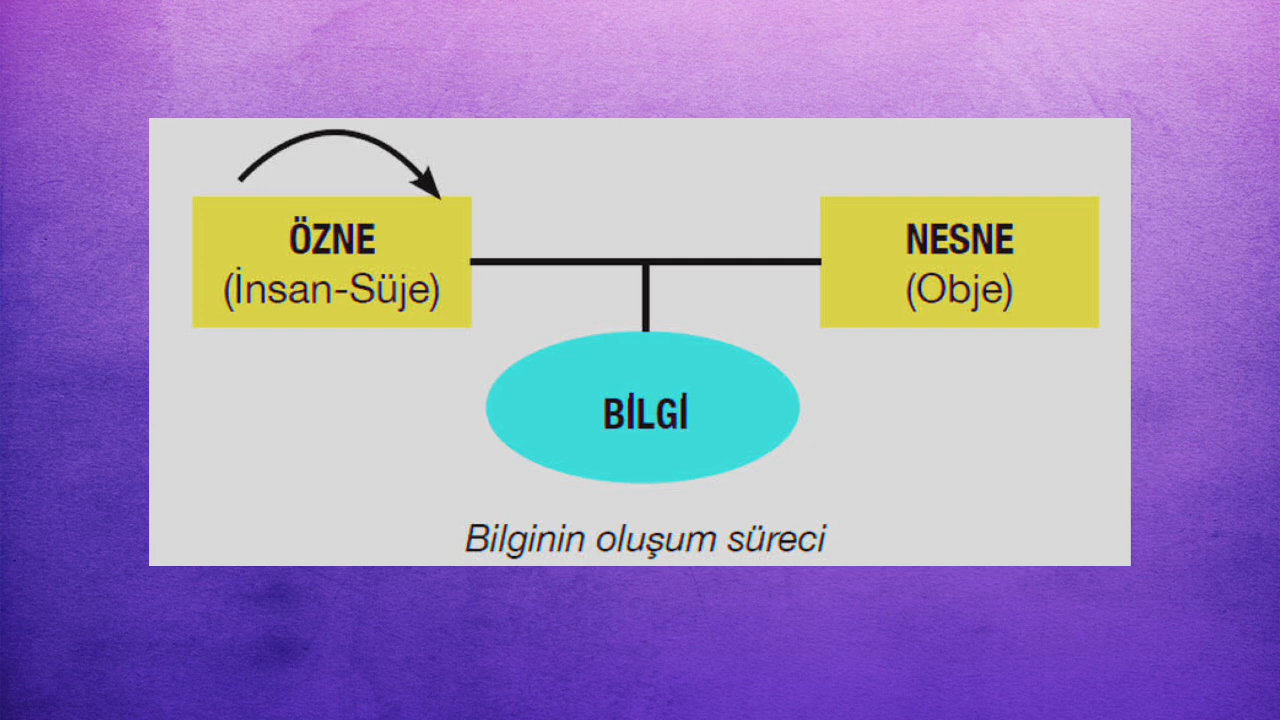 ÖZNE
(İnsan-Süje)
NESNE
(Obje)
BİLGİ
Bilginin oluşum süreci